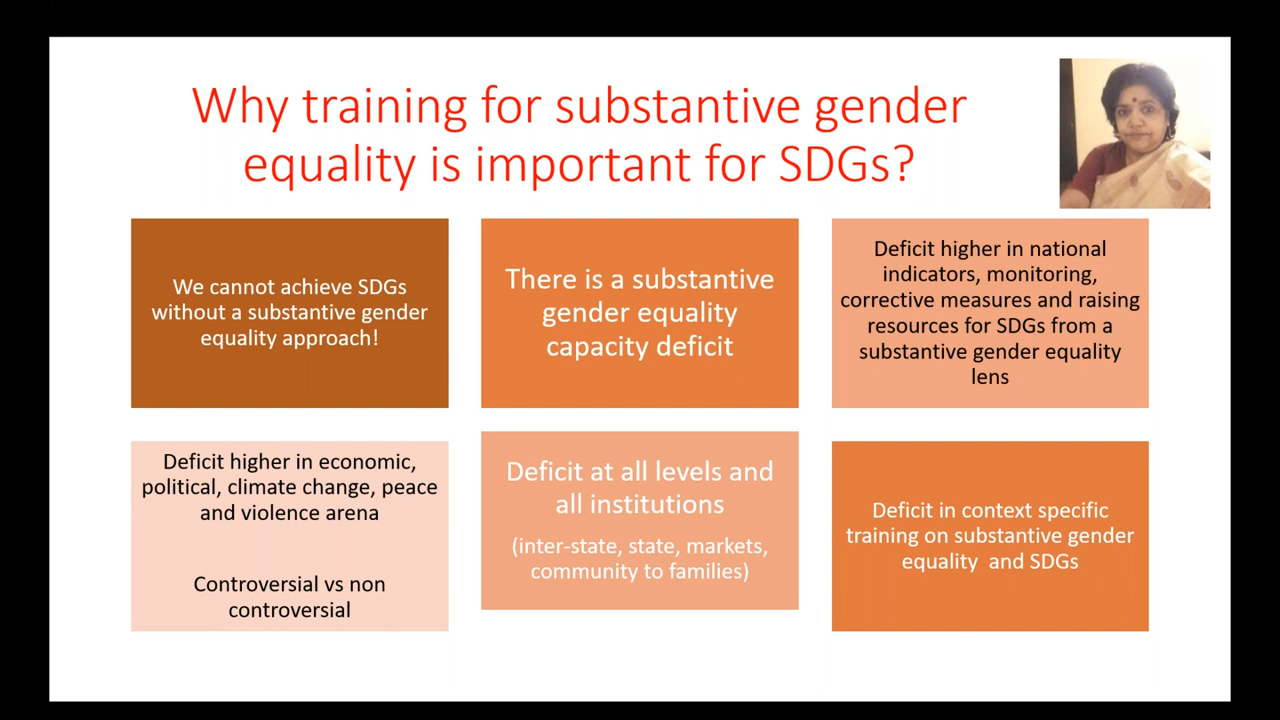 Why training for substantive gender
equality is important for SDGs?
We cannot achieve SDGs
without a substantive gender
equality approach!
There is a substantive
gender equality
capacity deficit
Deficit higher in national
indicators, monitoring,
corrective measures and raising
resources for SDGs from a
substantive gender equality
lens
Deficit higher in economic,
political, climate change, peace
and violence arena
Controversial vs non
controversial
Deficit at all levels and
all institutions
(inter-state, state, markets,
community to families)
Deficit in context specific
training on substantive gender
equality and SDGs